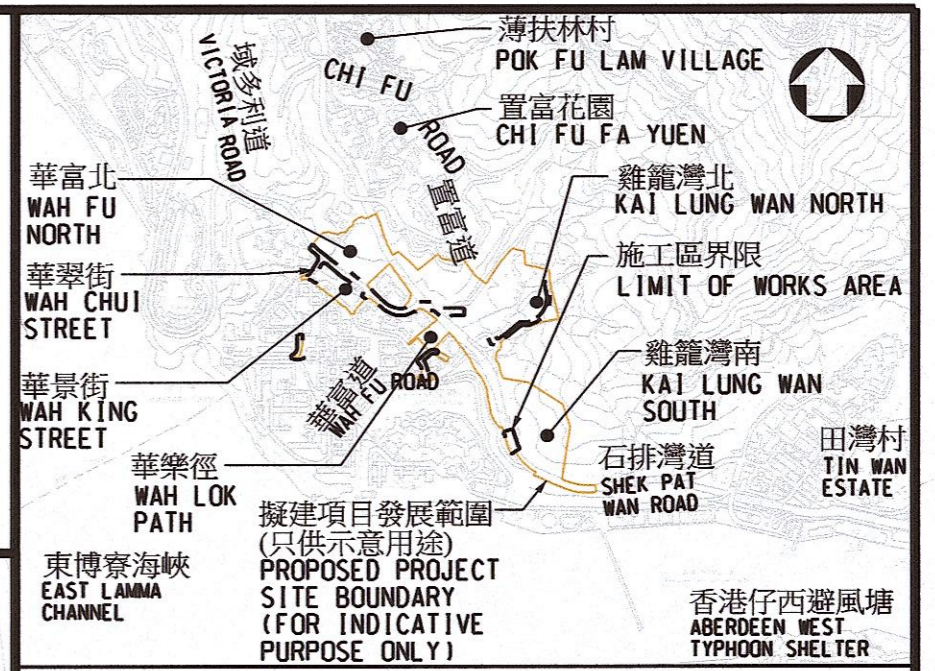 薄扶林村
POK FU LAM VILLAGE
域多利道
VICTORIA ROAD
CHI FU ROAD 置富道
置富花園
CHI FU FA YUEN
華富北
WAH FU
NORTH
雞籠灣北
KAI LUNG WAN NORTH
華翠街
WAH CHUI
STREET
施工區界限
LIMIT OF WORKS AREA
華景街
WAH KING
STREET
華富道
WAH FU ROAD
雞籠灣南
KAI LUNG WAN
SOUTH
華樂徑
WAH LOK
PATH
石排灣道
SHEK PAI
WAN ROAD
田灣村
TIN WAN
ESTATE
擬建項目發展範圍
(只供示意用途)
PROPOSED PROJECT
SITE BOUNDARY
(FOR INDICATIVE
PURPOSE ONLY)
東博寮海峽
EAST LAMMA
CHANNEL
香港仔西避風塘
ABERDEEN WEST
TYPHOON SHELTER